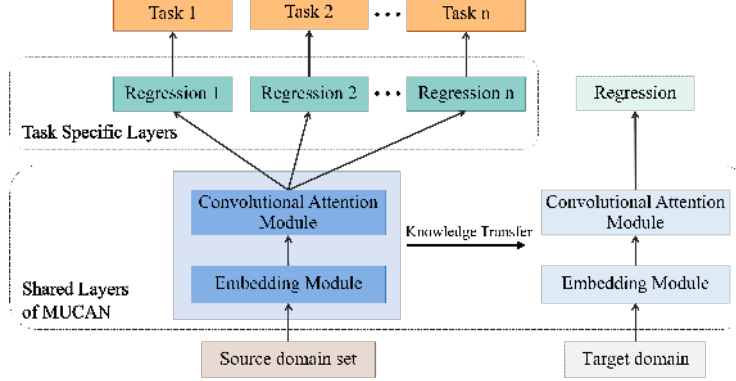 Task 1
Task 2
Task n
Regression 1
Regression 2
Regression n
Regression
Task Specific Layers
Convolutional Attention
Module
Convolutional Attention
Module
Knowledge Transfer
Embedding Module
Embedding Module
Shared Layers
of MUCAN
Source domain set
Target domain